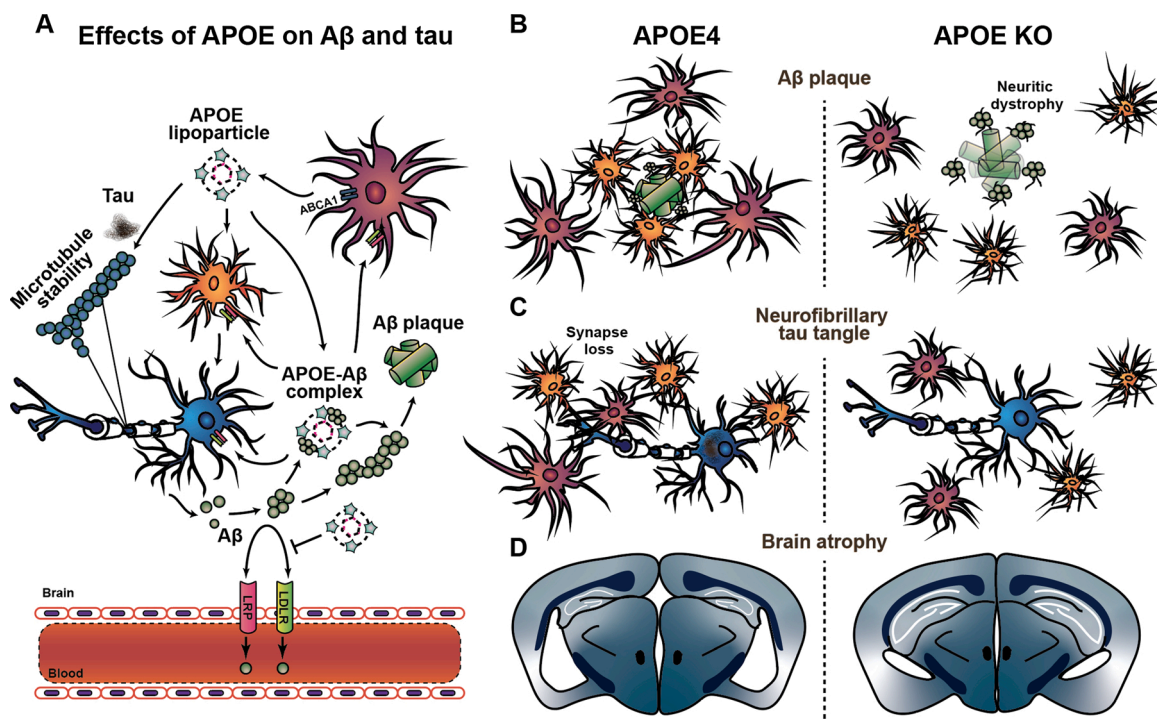 A
Effects of APOE on Aβ and tau
APOE
lipoparticle
ABCA1
Tau
Microtubule
stability
Aβ plaque
APOE-Aβ
complex
Aβ
Brain
LRP
LDLR
Blood
B
APOE4
APOE KO
Aβ plaque
Neuritic
dystrophy
C
Neurofibrillary
tau tangle
Synapse
loss
D
Brain atrophy